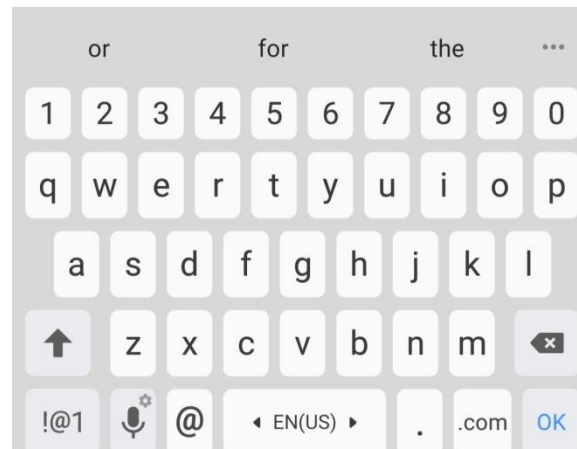 or for the
1 2 3 4 5 6 7 8 9 0
q w e r t y u i o p
a s d f g h j k l
z x c v b n m
!@1 @ EN(US) . .com OK